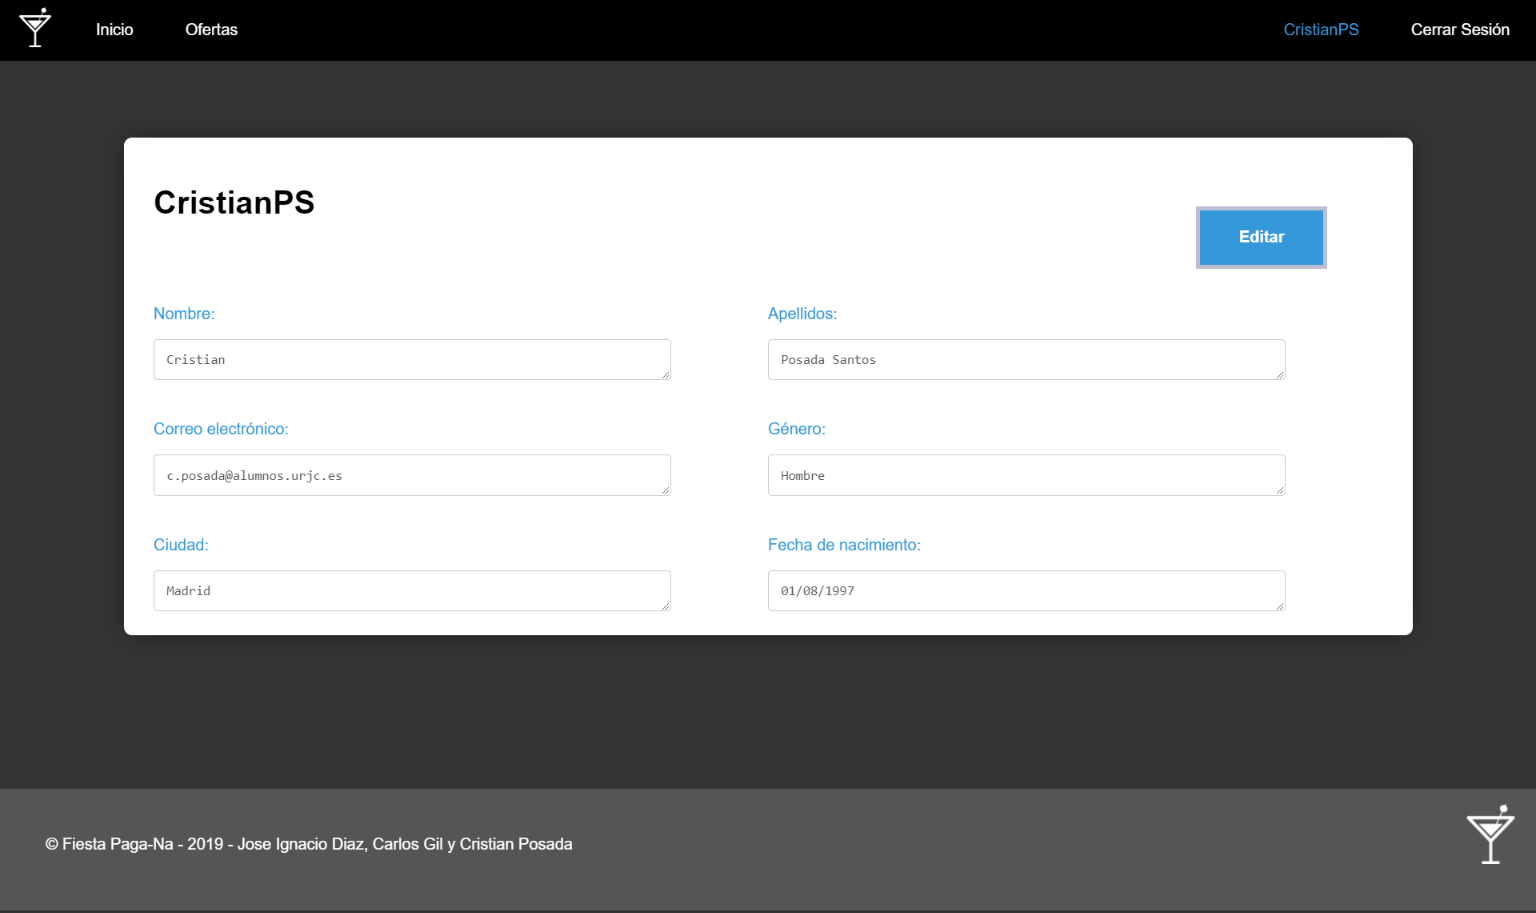 Inicio Ofertas CristianPS Cerrar Sesión
CristianPS
Editar
Nombre: Apellidos:
Cristian Posada Santos
Correo electrónico: Género:
c.posada@alumnos.urjc.es Hombre
Ciudad: Fecha de nacimiento:
Madrid 01/08/1997
© Fiesta Paga-Na - 2019 - Jose Ignacio Diaz, Carlos Gil y Cristian Posada